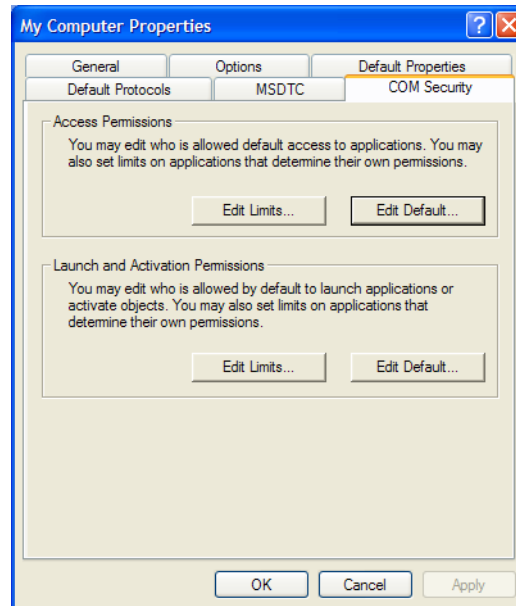 My Computer Properties
General Options Default Properties
Default Protocols MSDTC COM Security
Access Permissions
You may edit who is allowed default access to applications. You may
also set limits on applications that determine their own permissions.
Edit Limits... Edit Default...
Launch and Activation Permissions
You may edit who is allowed by default to launch applications or
activate objects. You may also set limits on applications that
determine their own permissions.
Edit Limits... Edit Default...
OK Cancel Apply